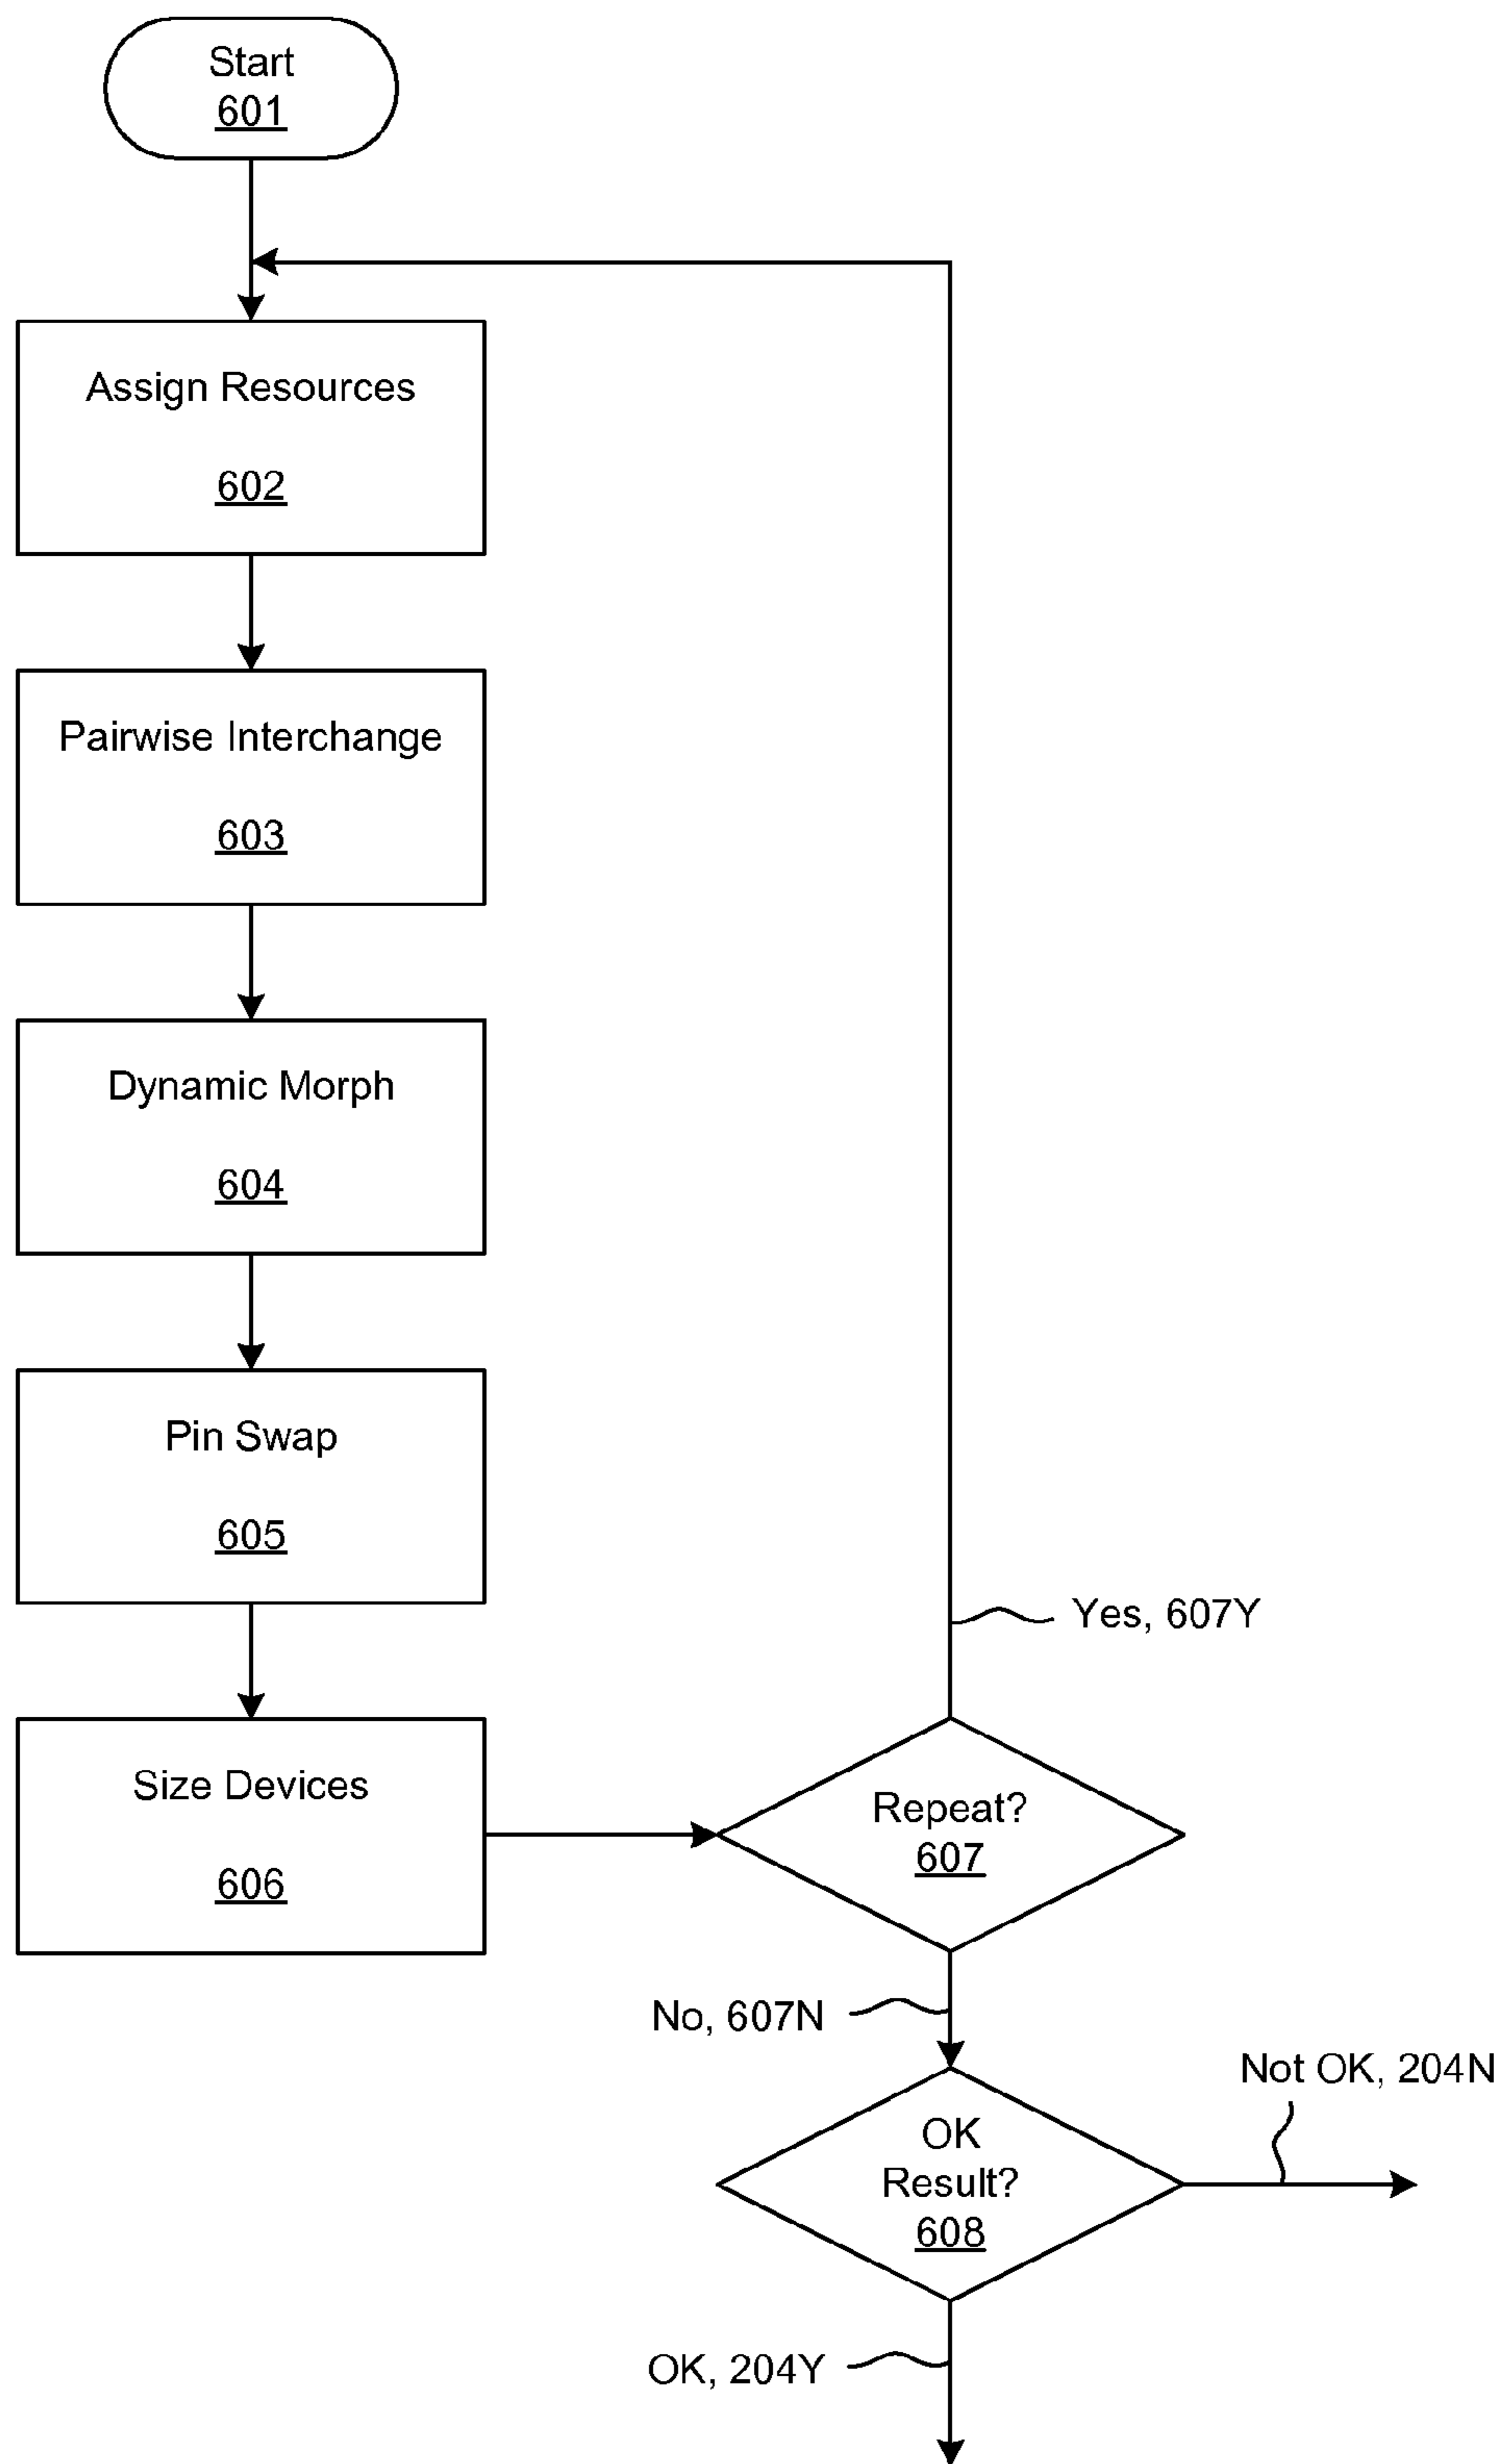 Start
601
Assign Resources
602
Pairwise Interchange
603
Dynamic Morph
604
Pin Swap
605
Yes, 607Y
Size Devices
606
Repeat?
607
No, 607N
Not OK, 204N
OK
Result?
608
OK, 204Y